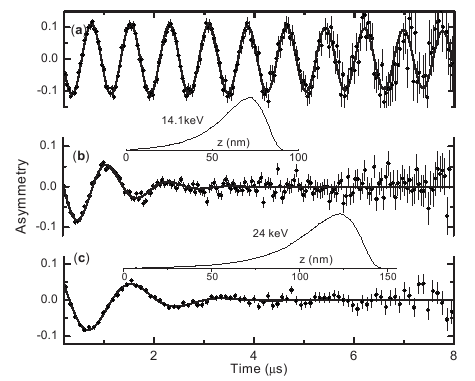 0.1
(a)
0.0
-0.1
14.1keV
z (nm)
0 50 100
0.1
(b)
0.0
-0.1
24 keV
z (nm)
0 50 100 150
0.1
(c)
0.0
-0.1
2 4 6 8
Asymmetry
Time (μs)